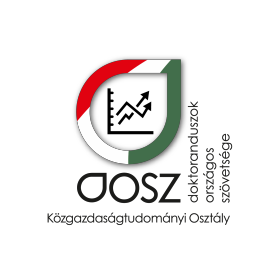 DOSZ
doktoranduszok
országos
szövetsége
Közgazdaságtudományi Osztály